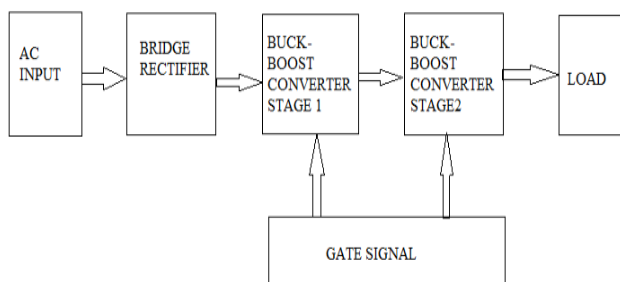 AC
INPUT
BRIDGE
RECTIFIER
BUCK-
BOOST
CONVERTER
STAGE 1
BUCK-
BOOST
CONVERTER
STAGE2
LOAD
GATE SIGNAL